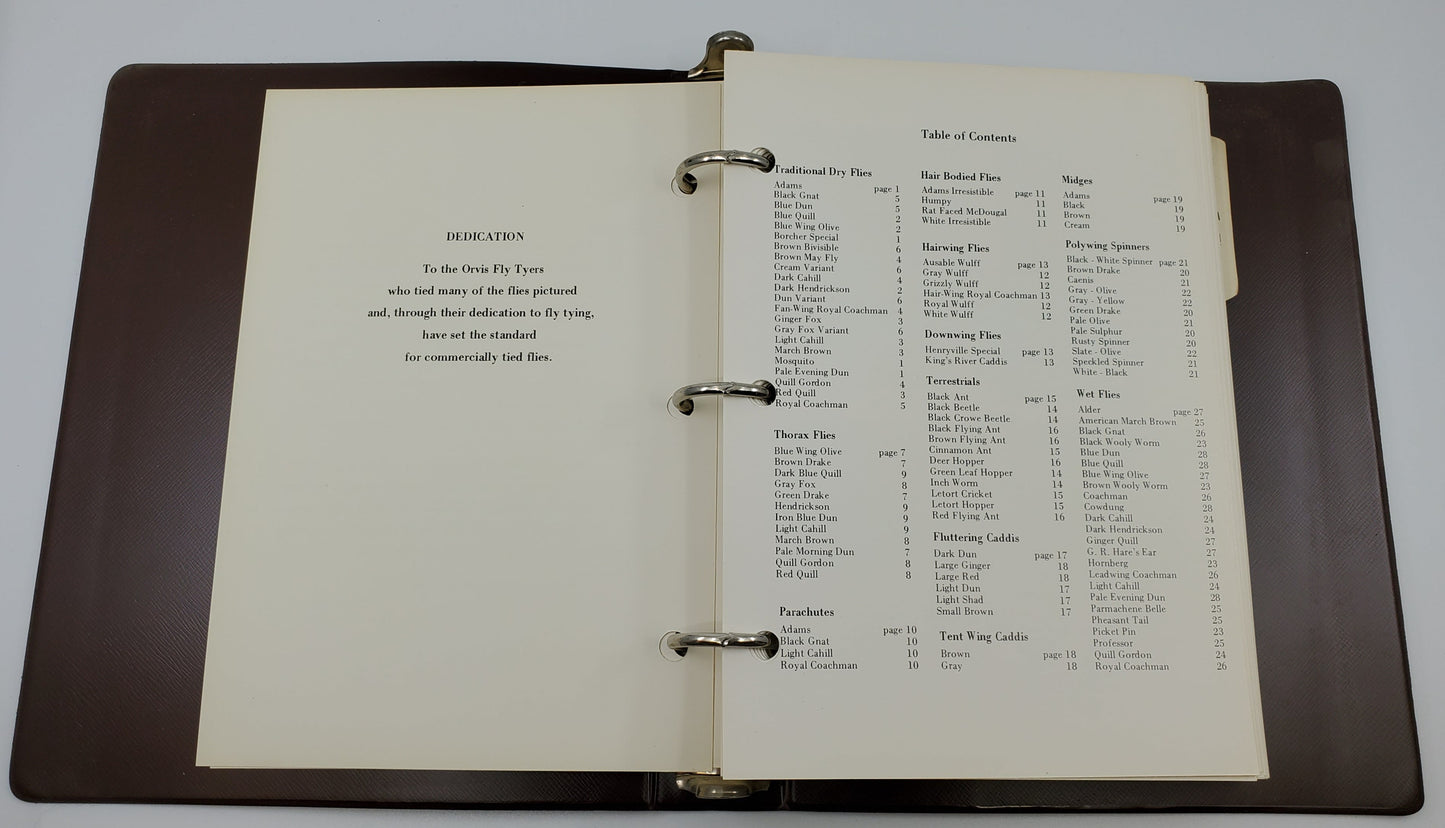 DEDICATION
To the Orvis Fly Tyers
who tied many of the flies pictured
and, through their dedication to fly tying,
have set the standard
for commercially tied flies.
Table of Contents
Traditional Dry Flies
Adams page 1
Black Gnat 5
Blue Dun 5
Blue Quill 2
Blue Wing Olive 2
Borcher Special 1
Brown Bivisible 6
Brown May Fly 4
Cream Variant 6
Dark Cahill 4
Dark Hendrickson 2
Dun Variant 6
Fan-Wing Royal Coachman 4
Ginger Fox 3
Gray Fox Variant 6
Light Cahill 3
March Brown 3
Mosquito 1
Pale Evening Dun 1
Quill Gordon 4
Red Quill 3
Royal Coachman 5
Thorax Flies
Blue Wing Olive page 7
Brown Drake 7
Dark Blue Quill 9
Gray Fox 8
Green Drake 7
Hendrickson 9
Iron Blue Dun 9
Light Cahill 9
March Brown 8
Pale Morning Dun 7
Quill Gordon 8
Red Quill 8
Parachutes
Adams page 10
Black Gnat 10
Light Cahill 10
Royal Coachman 10
Hair Bodied Flies
Adams Irresistible page 11
Humpy 11
Rat Faced McDougal 11
White Irresistible 11
Hairwing Flies
Ausable Wulff page 13
Gray Wulff 12
Grizzly Wulff 12
Hair-Wing Royal Coachman 13
Royal Wulff 12
White Wulff 12
Downwing Flies
Henryville Special page 13
King's River Caddis 13
Terrestrials
Black Ant page 15
Black Beetle 14
Black Crowe Beetle 14
Black Flying Ant 16
Brown Flying Ant 16
Cinnamon Ant 15
Deer Hopper 16
Green Leaf Hopper 14
Inch Worm 14
Letort Cricket 15
Letort Hopper 15
Red Flying Ant 16
Fluttering Caddis
Dark Dun page 17
Large Ginger 18
Large Red 18
Light Dun 17
Light Shad 17
Small Brown 17
Tent Wing Caddis
Brown page 18
Gray 18
Midges
Adams page 19
Black 19
Brown 19
Cream 19
Polywing Spinners
Black - White Spinner page 21
Brown Drake 20
Caenis 21
Gray - Olive 22
Gray - Yellow 22
Green Drake 20
Pale Olive 21
Pale Sulphur 20
Rusty Spinner 20
Slate - Olive 22
Speckled Spinner 21
White - Black 21
Wet Flies
Alder page 27
American March Brown 25
Black Gnat 26
Black Wooly Worm 23
Blue Dun 28
Blue Quill 28
Blue Wing Olive 27
Brown Wooly Worm 23
Coachman 26
Cowdung 28
Dark Cahill 24
Dark Hendrickson 24
Ginger Quill 27
G. R. Hare's Ear 27
Hornberg 23
Leadwing Coachman 26
Light Cahill 24
Pale Evening Dun 28
Parmachene Belle 25
Pheasant Tail 25
Picket Pin 23
Professor 25
Quill Gordon 24
Royal Coachman 26